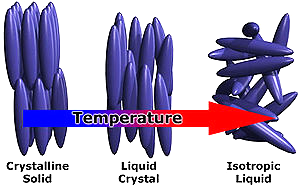 Temperature
Crystalline
Solid
Liquid
Crystal
Isotropic
Liquid